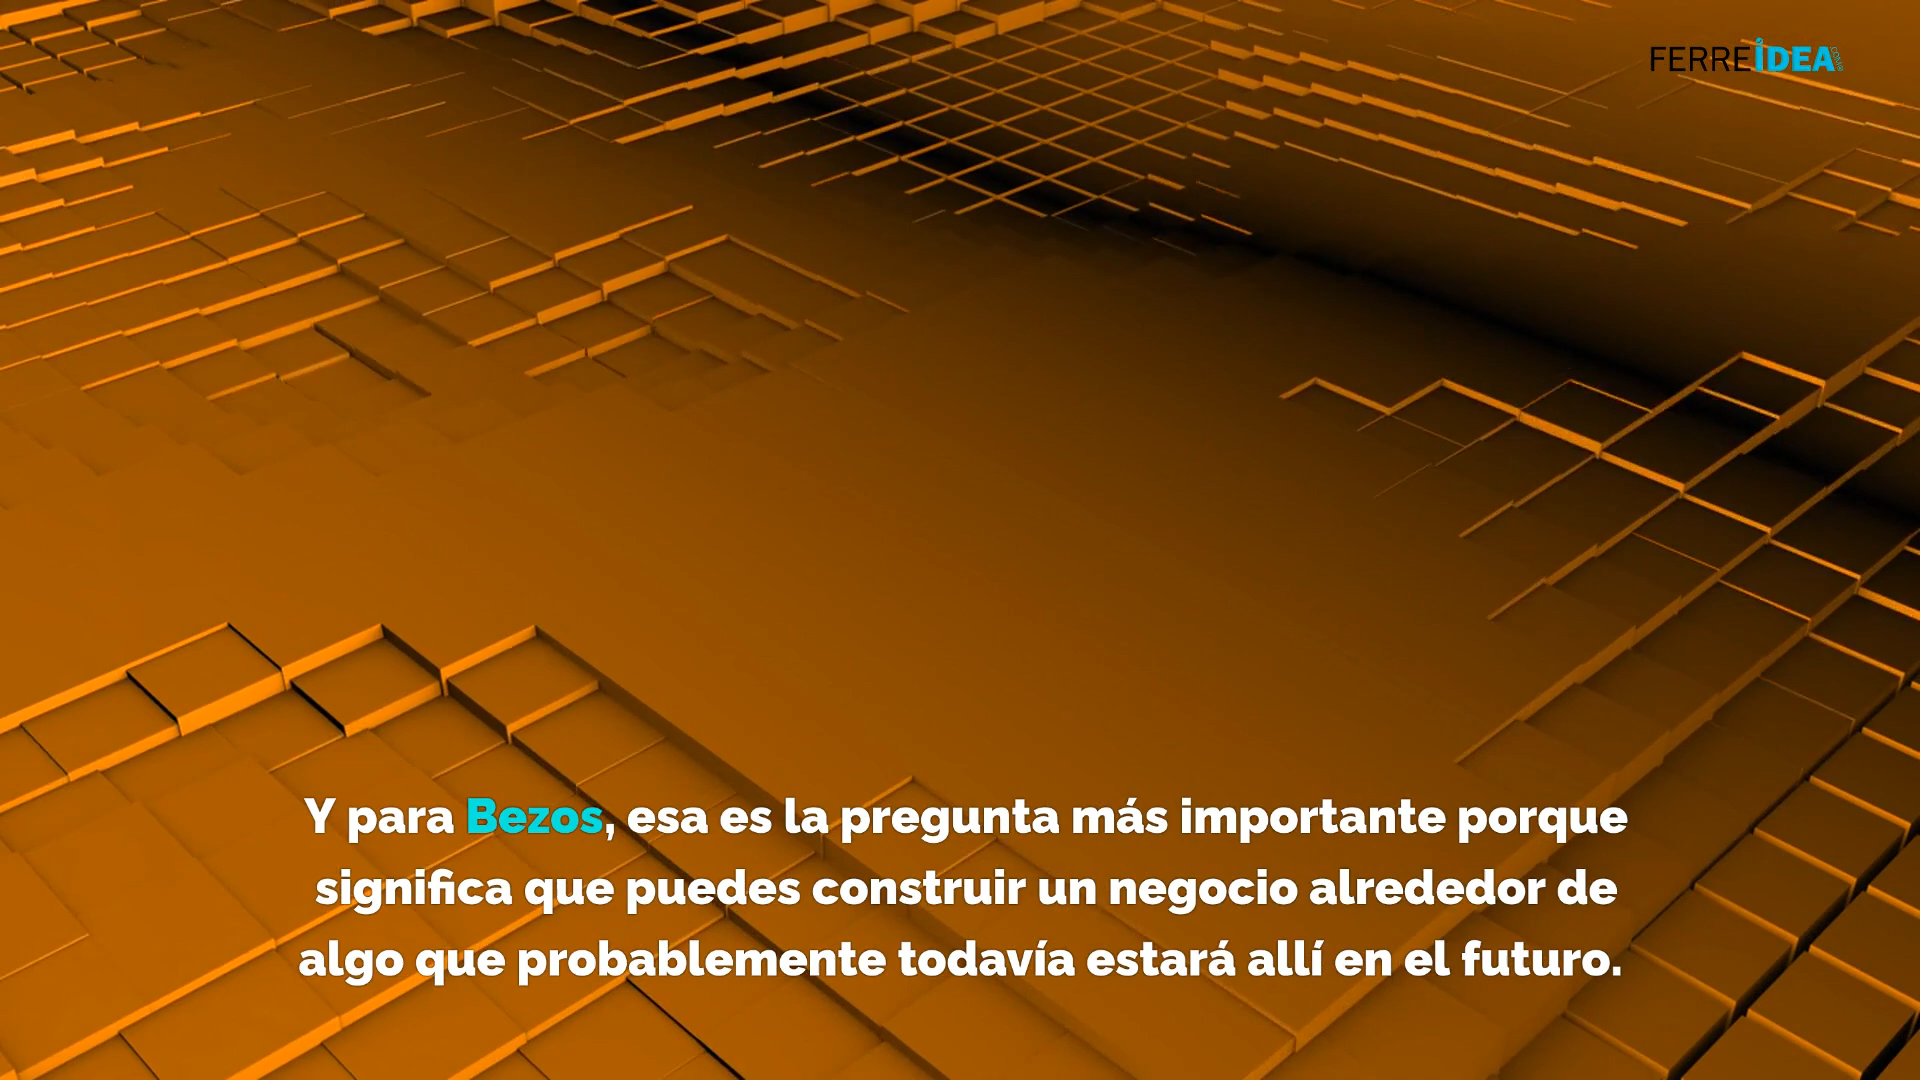 FERREIDEA
Y para Bezos, esa es la pregunta más importante porque
significa que puedes construir un negocio alrededor de
algo que probablemente todavía estará allí en el futuro.